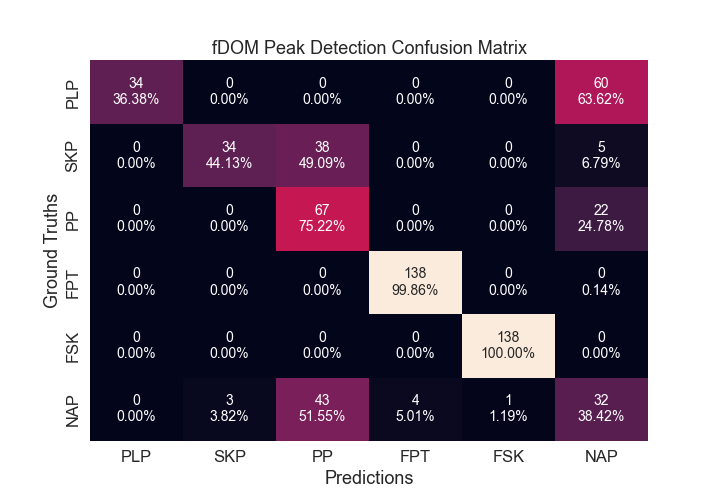 fDOM Peak Detection Confusion Matrix
Ground Truths
PLP
34 0 0 0 0 60
36.38% 0.00% 0.00% 0.00% 0.00% 63.62%
SKP
0 34 38 0 0 5
0.00% 44.13% 49.09% 0.00% 0.00% 6.79%
PP
0 0 67 0 0 22
0.00% 0.00% 75.22% 0.00% 0.00% 24.78%
FPT
0 0 0 138 0 0
0.00% 0.00% 0.00% 99.86% 0.00% 0.14%
FSK
0 0 0 0 138 0
0.00% 0.00% 0.00% 0.00% 100.00% 0.00%
NAP
0 3 43 4 1 32
0.00% 3.82% 51.55% 5.01% 1.19% 38.42%
PLP SKP PP FPT FSK NAP
Predictions